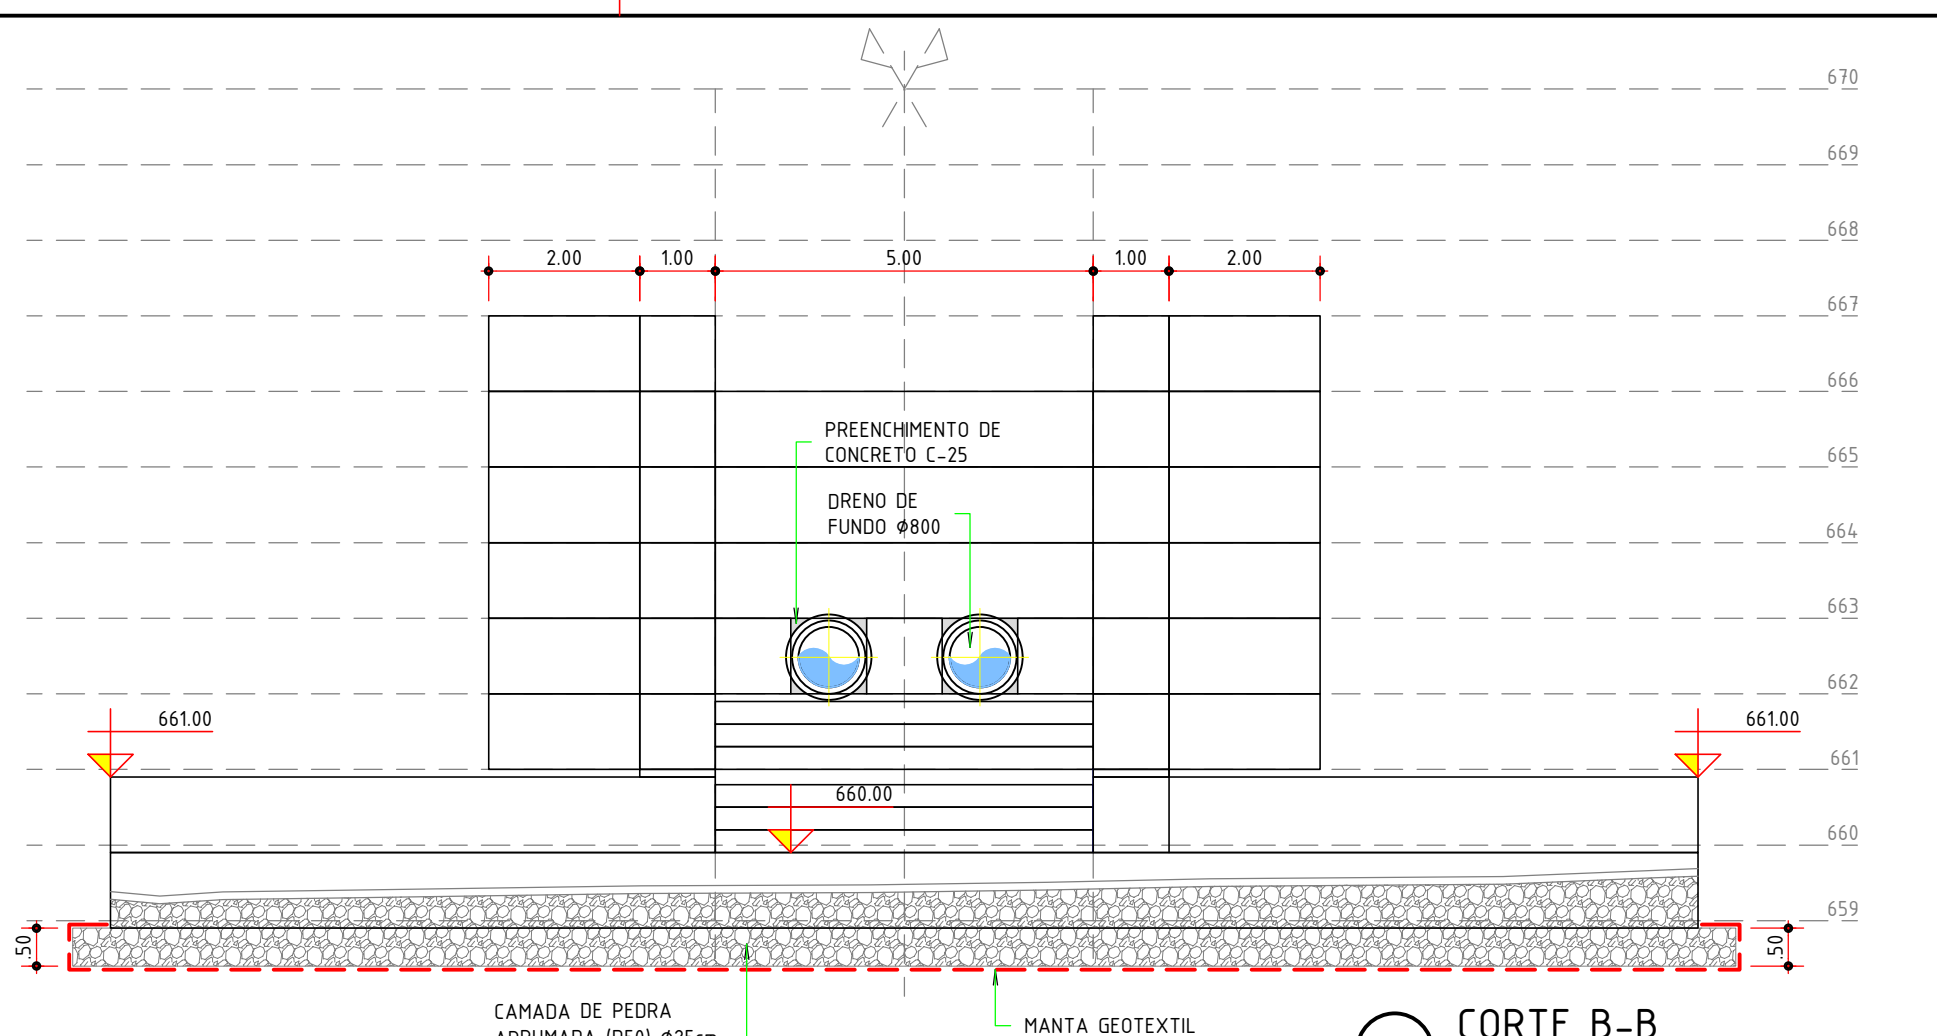 670
669
668
2.00 1.00 5.00 1.00 2.00
667
666
PREENCHIMENTO DE
CONCRETO C-25
665
DRENO DE
FUNDO Ø800
664
663
662
661.00 661.00
661
660.00
660
659
.50 .50
CAMADA DE PEDRA
MANTA GEOTEXTIL
CORTE B-B